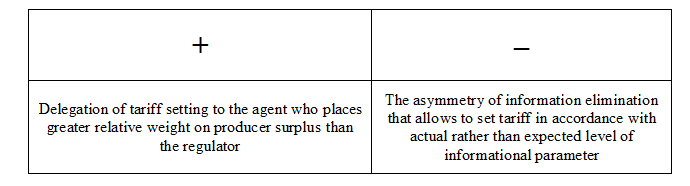 +
–
Delegation of tariff setting to the agent who places
greater relative weight on producer surplus than
the regulator
The asymmetry of information elimination
that allows to set tariff in accordance with
actual rather than expected level of
informational parameter